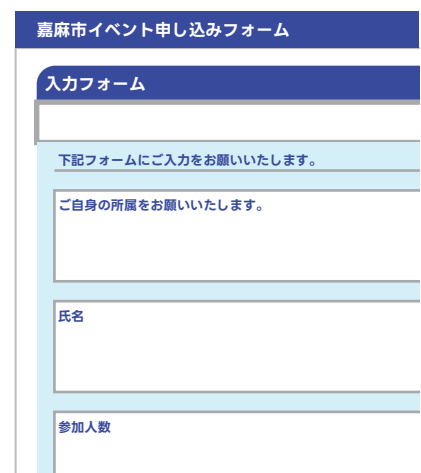 嘉麻市イベント申し込みフォーム
入力フォーム
下記フォームにご入力をお願いいたします。
ご自身の所属をお願いいたします。
氏名
参加人数